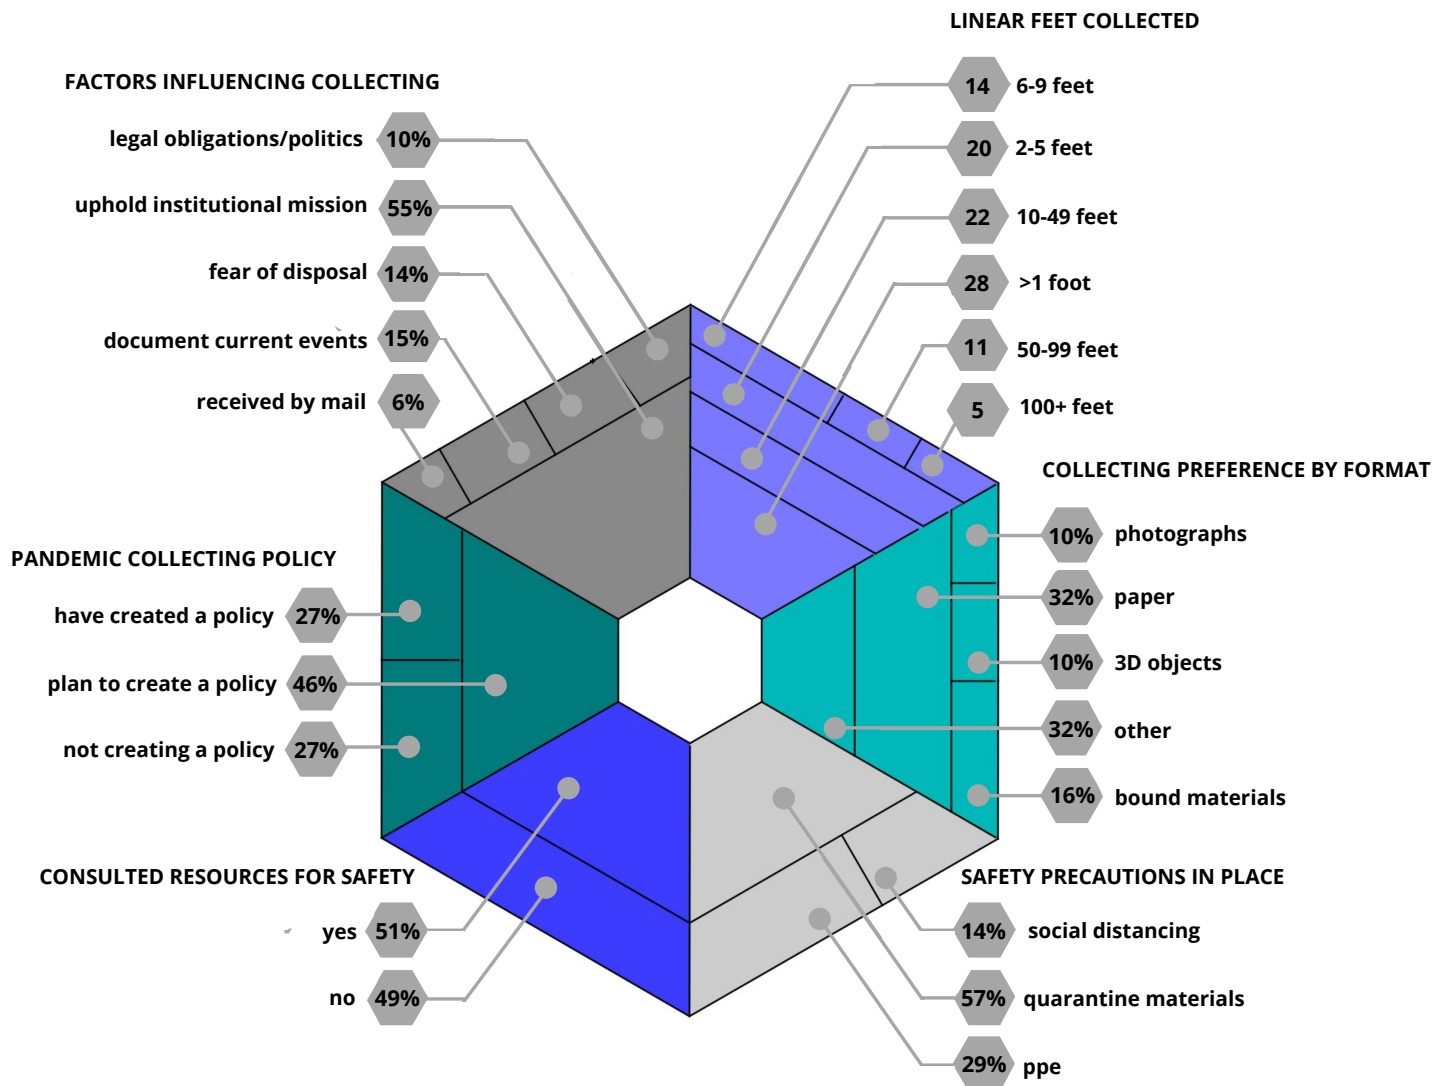 FACTORS INFLUENCING COLLECTING
legal obligations/politics 10%
uphold institutional mission 55%
fear of disposal 14%
document current events 15%
received by mail 6%
LINEAR FEET COLLECTED
14 6-9 feet
20 2-5 feet
22 10-49 feet
28 >1 foot
11 50-99 feet
5 100+ feet
COLLECTING PREFERENCE BY FORMAT
10% photographs
32% paper
10% 3D objects
32% other
16% bound materials
PANDEMIC COLLECTING POLICY
have created a policy 27%
plan to create a policy 46%
not creating a policy 27%
CONSULTED RESOURCES FOR SAFETY
yes 51%
no 49%
SAFETY PRECAUTIONS IN PLACE
14% social distancing
57% quarantine materials
29% ppe